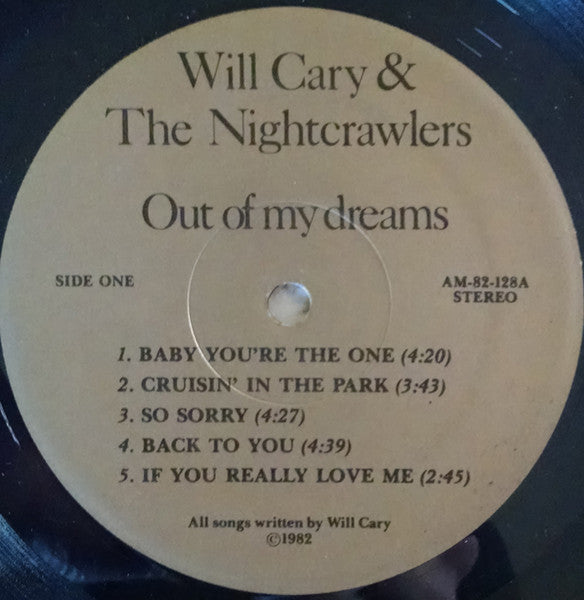 Will Cary &
The Nightcrawlers
Out of my dreams
SIDE ONE
AM-82-128A
STEREO
1. BABY YOU'RE THE ONE (4:20)
2. CRUISIN' IN THE PARK (3:43)
3. SO SORRY (4:27)
4. BACK TO YOU (4:39)
5. IF YOU REALLY LOVE ME (2:45)
All songs written by Will Cary
©1982